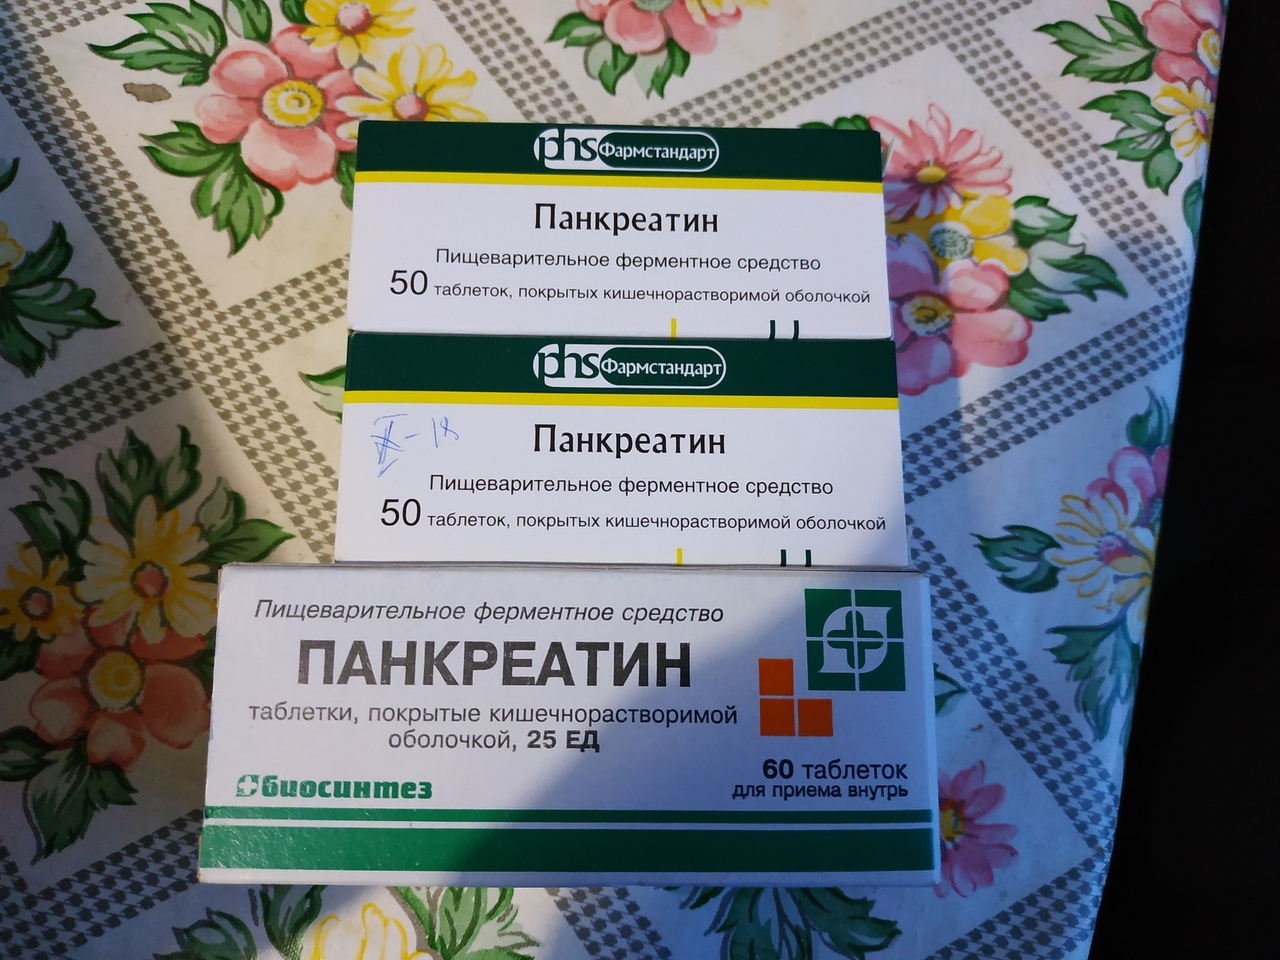 phs Фармстандарт
Панкреатин
Пищеварительное ферментное средство
50 таблеток, покрытых кишечнорастворимой оболочкой
phs Фармстандарт
Панкреатин
Пищеварительное ферментное средство
50 таблеток, покрытых кишечнорастворимой оболочкой
Пищеварительное ферментное средство
ПАНКРЕАТИН
таблетки, покрытые кишечнорастворимой
оболочкой, 25 ЕД
60 таблеток
для приема внутрь
биосинтез